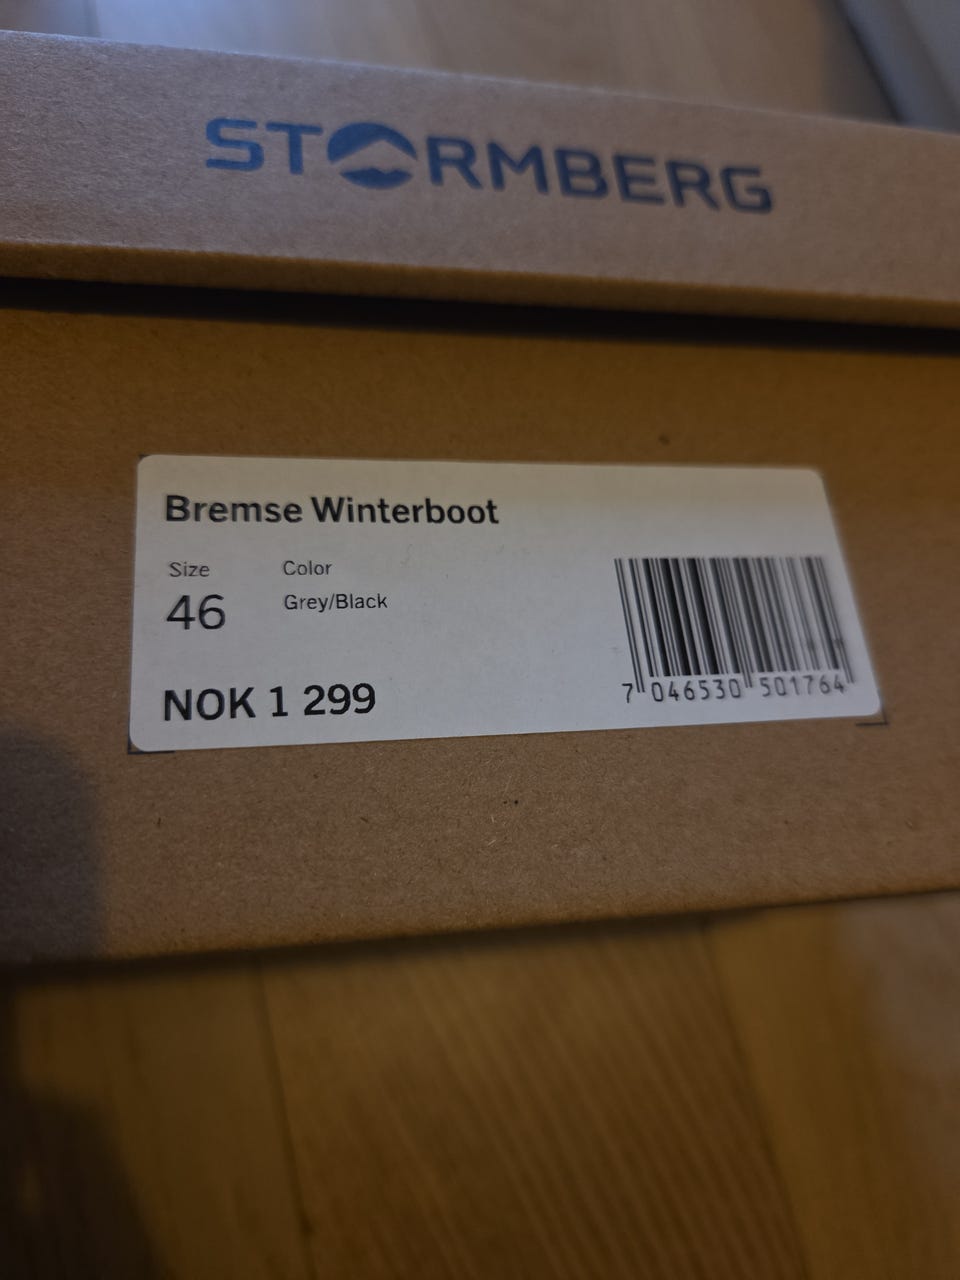 STORMBERG
Bremse Winterboot
Size Color
46 Grey/Black
NOK 1 299
7 046530 501764